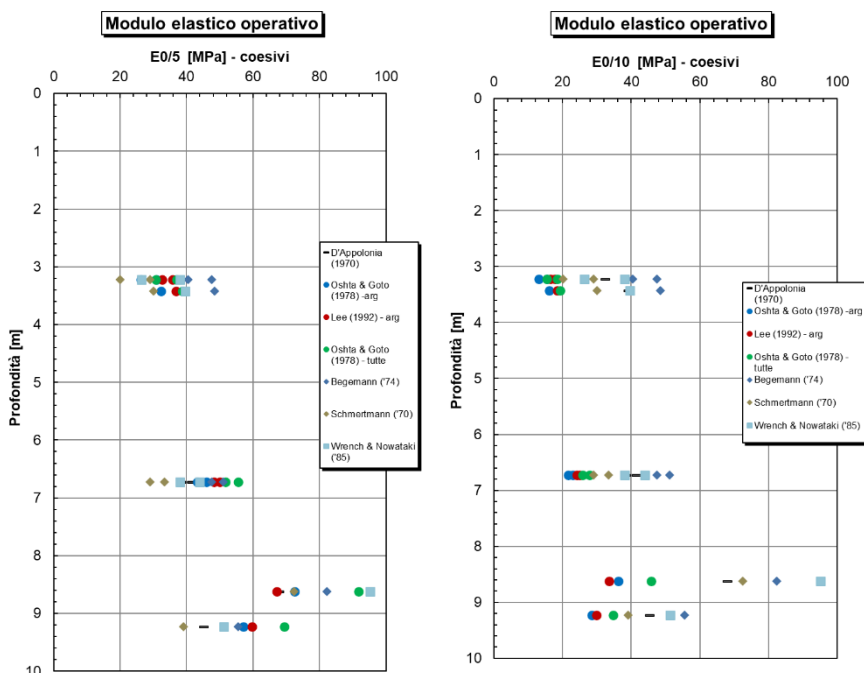 Modulo elastico operativo
E0/5 [MPa] - coesivi
0 20 40 60 80 100
Profondità [m]
0
1
2
3
4
5
6
7
8
9
10
D'Appolonia
(1970)
Oshta & Goto
(1978) -arg
Lee (1992) - arg
Oshta & Goto
(1978) - tutte
Begemann ('74)
Schmertmann ('70)
Wrench & Nowataki
('85)
Modulo elastico operativo
E0/10 [MPa] - coesivi
0 20 40 60 80 100
Profondità [m]
0
1
2
3
4
5
6
7
8
9
10
D'Appolonia
(1970)
Oshta & Goto (1978) -arg
Lee (1992) - arg
Oshta & Goto (1978) -
tutte
Begemann ('74)
Schmertmann ('70)
Wrench & Nowataki ('85)